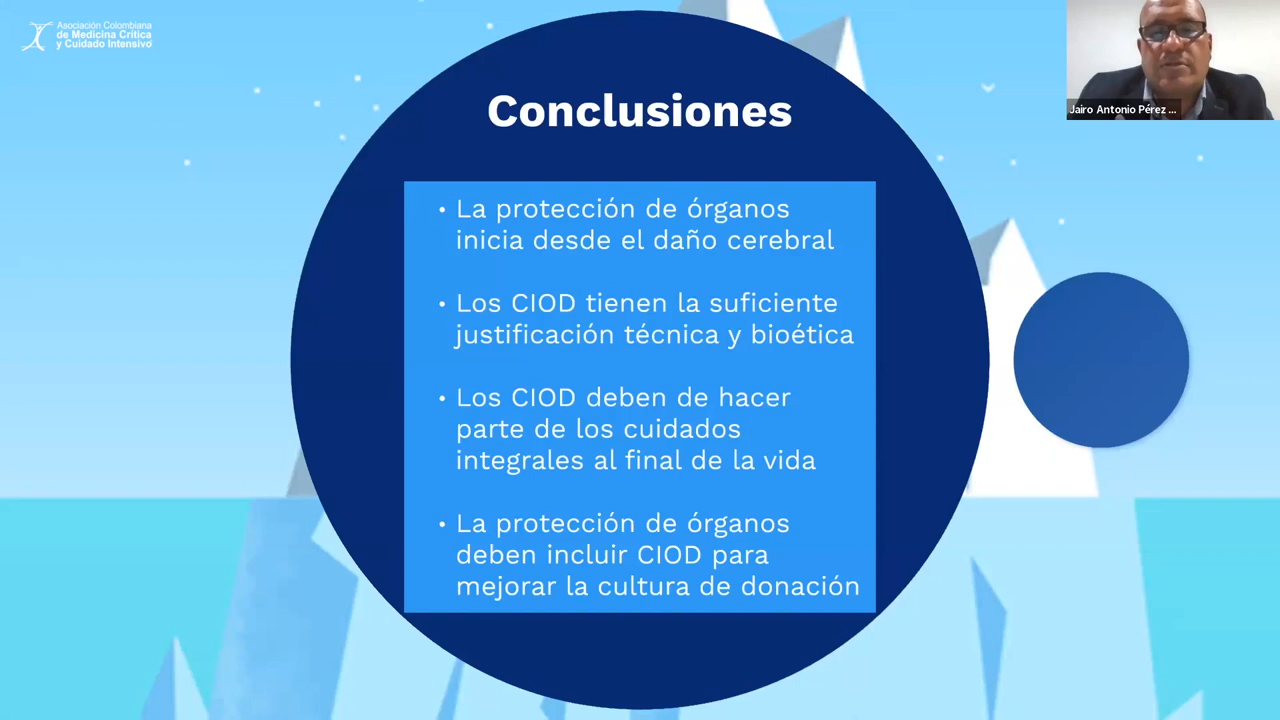 Asociación Colombiana
de Medicina Crítica
y Cuidado Intensivo
Jairo Antonio Pérez ...
Conclusiones
• La protección de órganos
inicia desde el daño cerebral
• Los CIOD tienen la suficiente
justificación técnica y bioética
• Los CIOD deben de hacer
parte de los cuidados
integrales al final de la vida
• La protección de órganos
deben incluir CIOD para
mejorar la cultura de donación